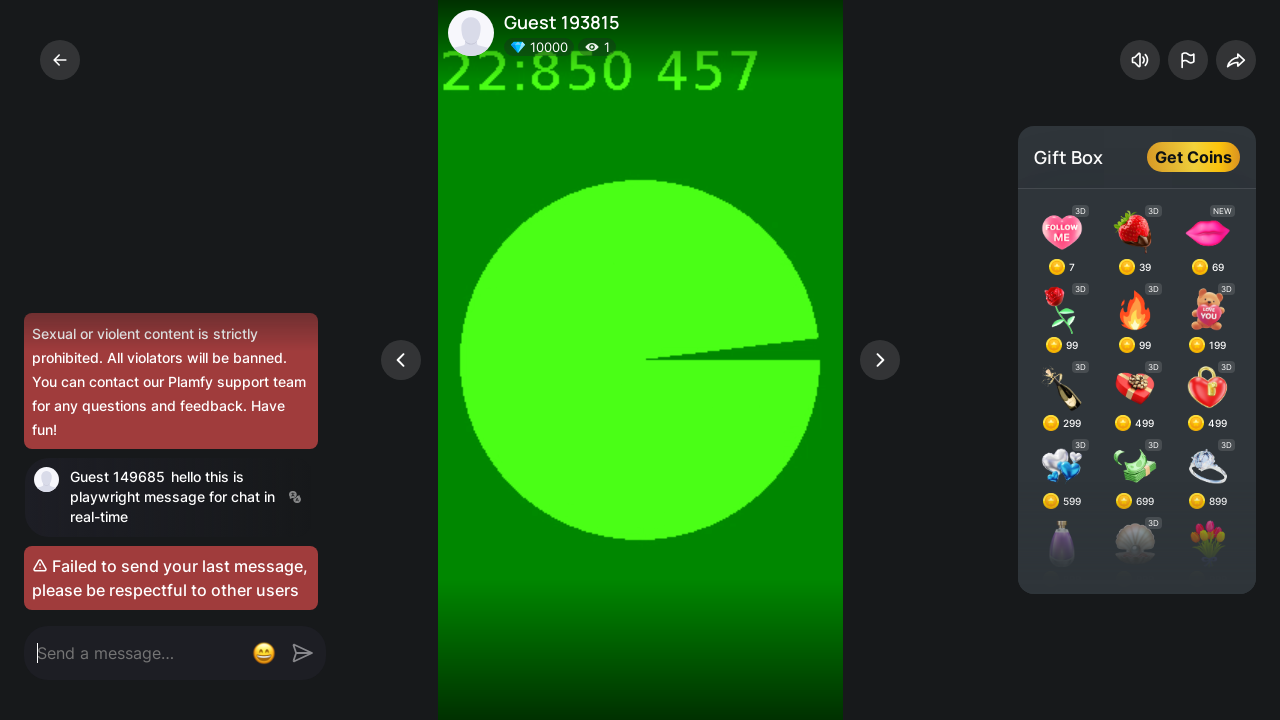 Guest 193815
10000 1
22:850 457
Gift Box Get Coins
3D 3D NEW
FOLLOW ME
7 39 69
3D 3D 3D
LOVE YOU
99 99 199
3D 3D 3D
299 499 499
3D 3D 3D
599 699 899
3D
Sexual or violent content is strictly
prohibited. All violators will be banned.
You can contact our Plamfy support team
for any questions and feedback. Have
fun!
Guest 149685 hello this is
playwright message for chat in
real-time
Failed to send your last message,
please be respectful to other users
Send a message...